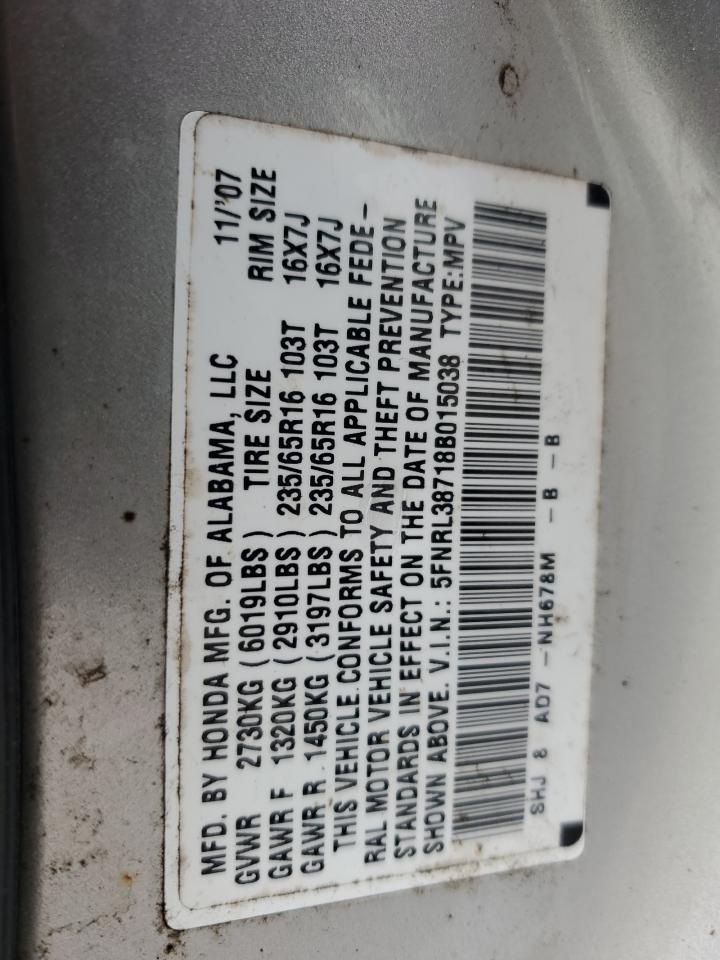 MFD. BY HONDA MFG. OF ALABAMA, LLC 11/'07
GVWR 2730KG (6019LBS) TIRE SIZE RIM SIZE
GAWR F 1320KG (2910LBS) 235/65R16 103T 16X7J
GAWR R 1450KG (3197LBS) 235/65R16 103T 16X7J
THIS VEHICLE CONFORMS TO ALL APPLICABLE FEDE-
RAL MOTOR VEHICLE SAFETY AND THEFT PREVENTION
STANDARDS IN EFFECT ON THE DATE OF MANUFACTURE
SHOWN ABOVE. V.I.N.: 5FNRL38718B015038 TYPE:MPV
SHJ 8 AD7 -NH678M -B -B